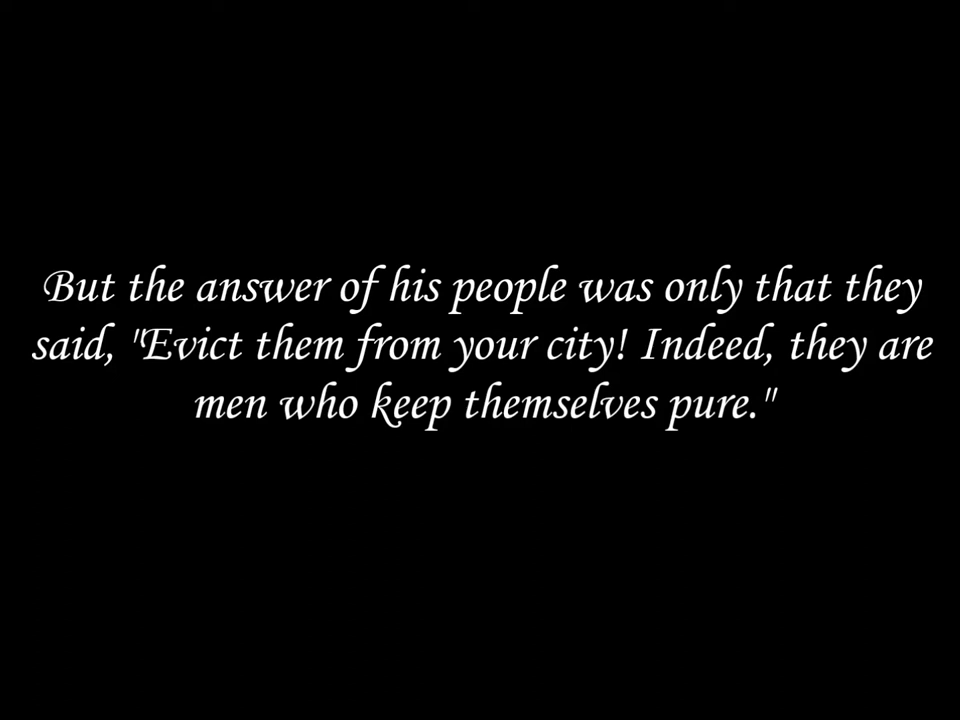 But the answer of his people was only that they
said, "Evict them from your city! Indeed, they are
men who keep themselves pure."